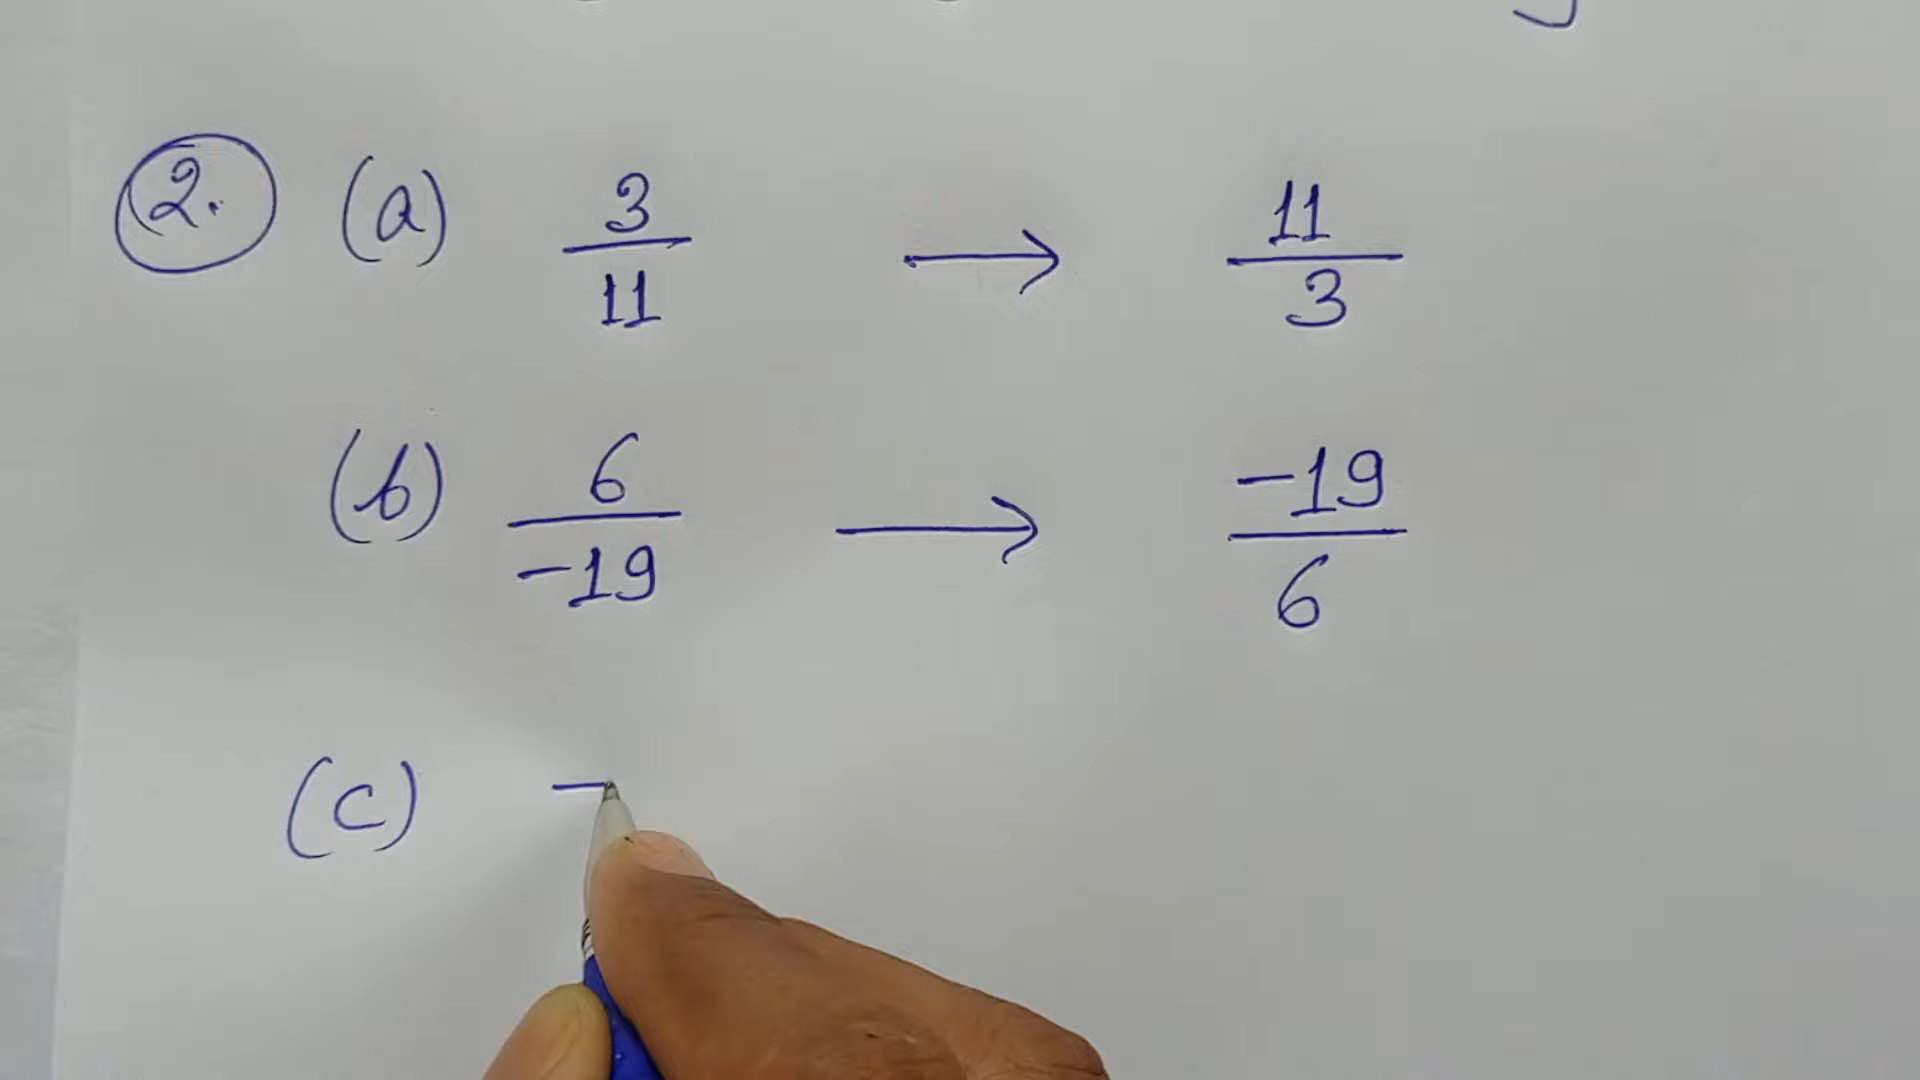 2. (a) 3/11 → 11/3
(b) 6/-19 → -19/6
(c) —